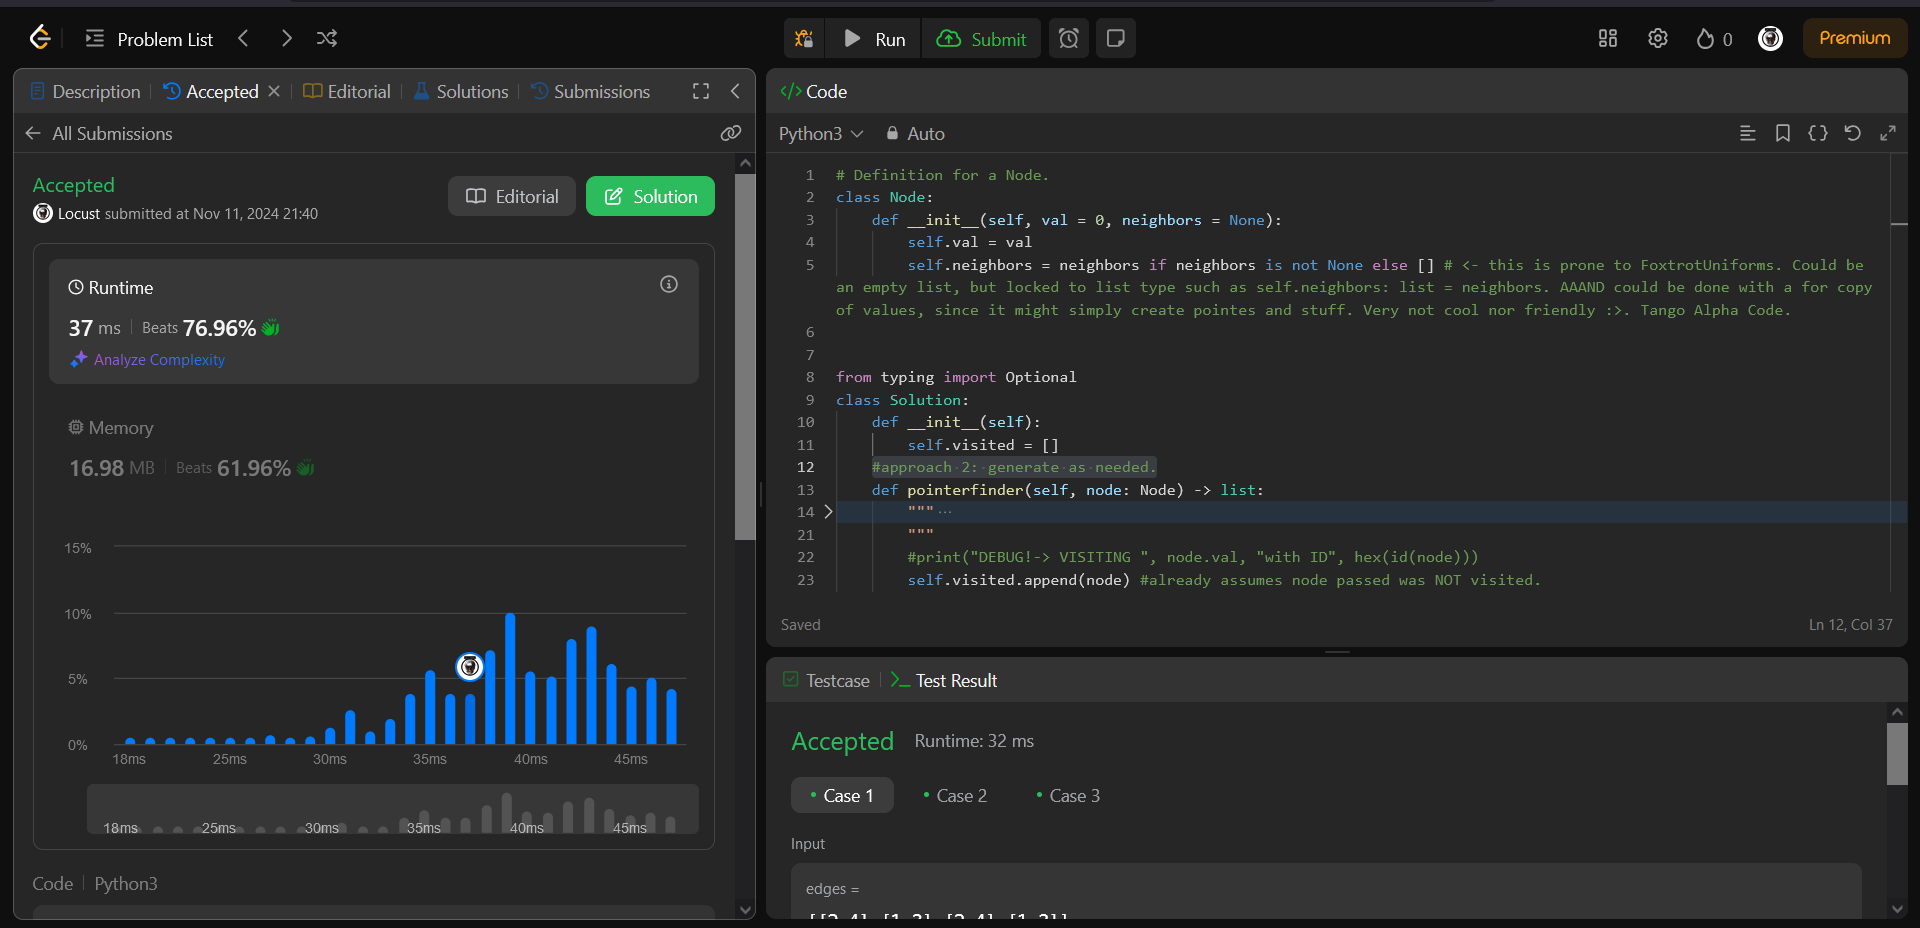 Problem List
Run
Submit
0
Premium
Description
Accepted
Editorial
Solutions
Submissions
All Submissions
Accepted
Locust submitted at Nov 11, 2024 21:40
Editorial
Solution
Runtime
37 ms
Beats 76.96%
Analyze Complexity
Memory
16.98 MB
Beats 61.96%
15%
10%
5%
0%
18ms
25ms
30ms
35ms
40ms
45ms
18ms
25ms
30ms
35ms
40ms
45ms
Code
Python3
</> Code
Python3
Auto
1 # Definition for a Node.
2 class Node:
3 def __init__(self, val = 0, neighbors = None):
4 self.val = val
5 self.neighbors = neighbors if neighbors is not None else [] # <- this is prone to FoxtrotUniforms. Could be
an empty list, but locked to list type such as self.neighbors: list = neighbors. AAAND could be done with a for copy
of values, since it might simply create pointes and stuff. Very not cool nor friendly :>. Tango Alpha Code.
6
7
8 from typing import Optional
9 class Solution:
10 def __init__(self):
11 self.visited = []
12 #approach 2: generate as needed.
13 def pointerfinder(self, node: Node) -> list:
14 """ ...
21 """
22 #print("DEBUG!-> VISITING ", node.val, "with ID", hex(id(node)))
23 self.visited.append(node) #already assumes node passed was NOT visited.
Saved
Ln 12, Col 37
Testcase
Test Result
Accepted
Runtime: 32 ms
Case 1
Case 2
Case 3
Input
edges =
[[2,4],[1,3],[2,4],[1,3]]